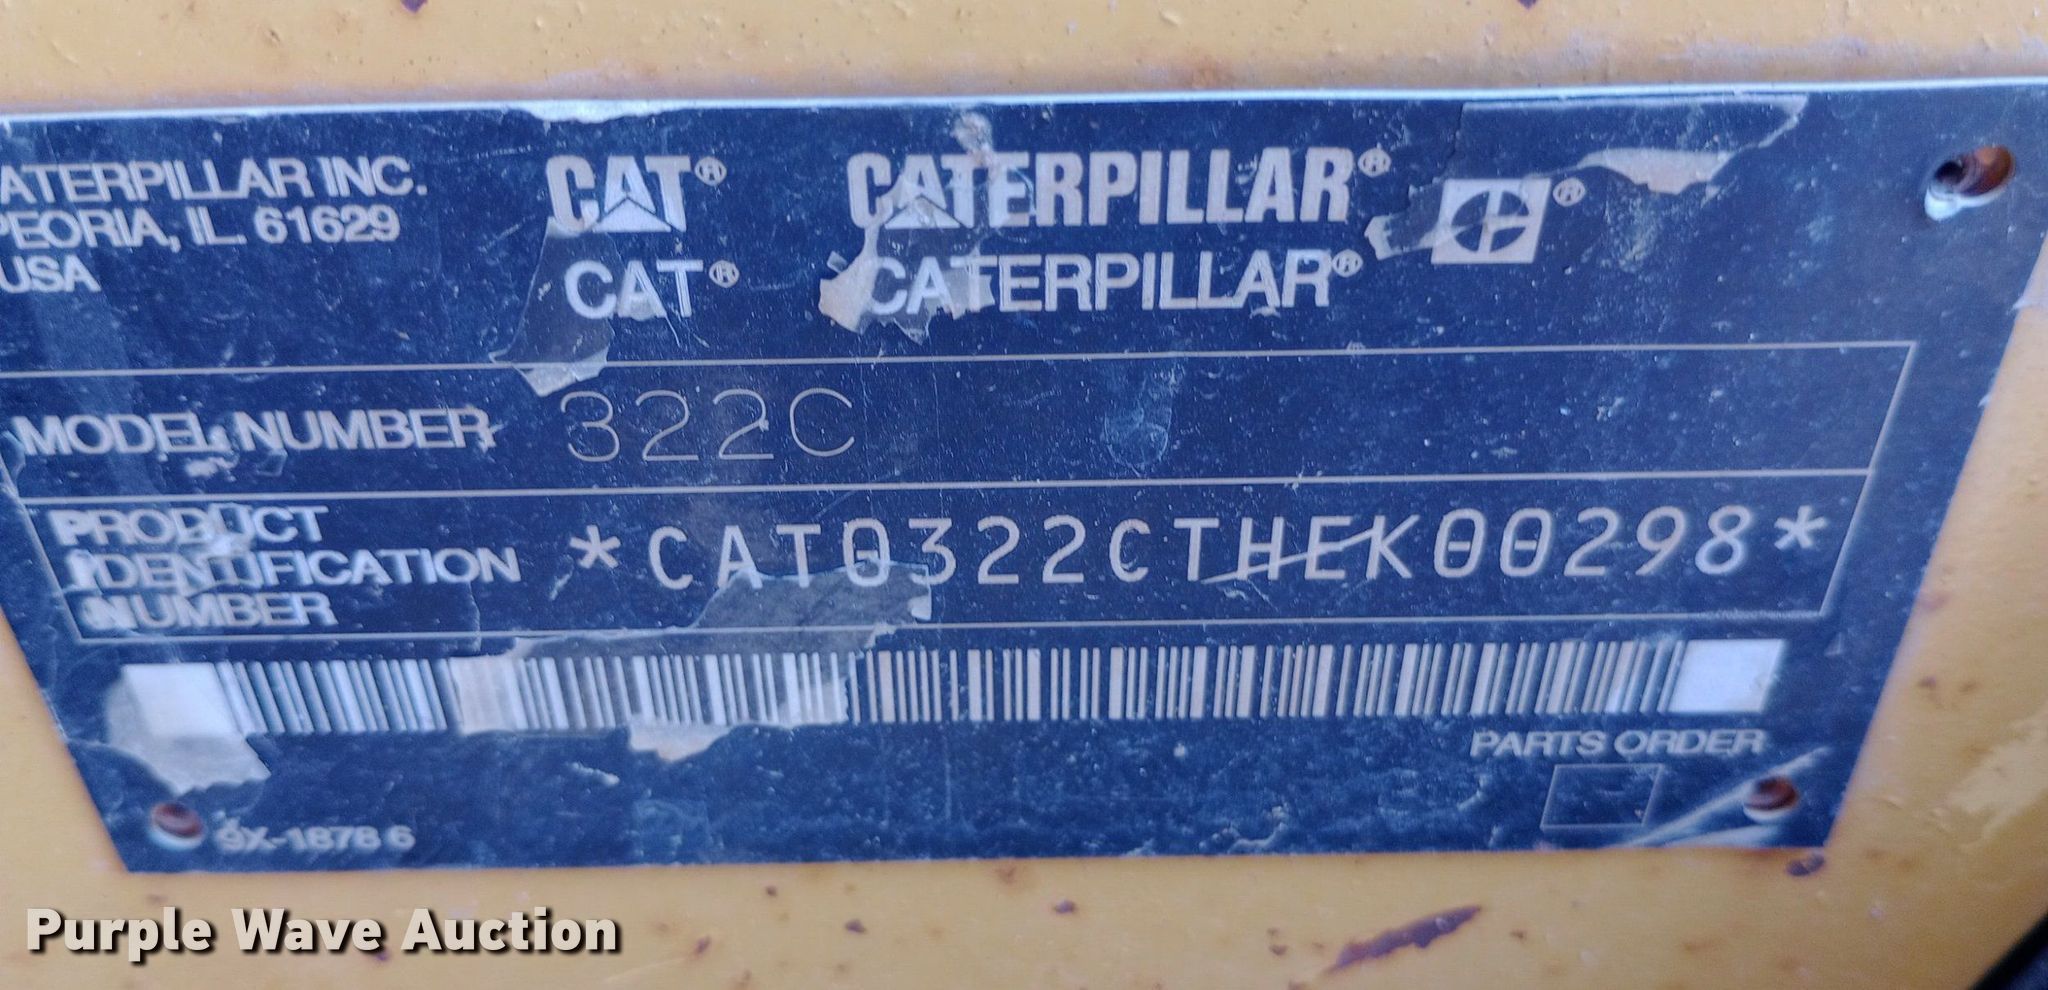 ATERPILLAR INC.
PEORIA, IL. 61629
USA
CAT® CATERPILLAR® ®
CAT® CATERPILLAR®
MODEL NUMBER 322C
PRODUCT
IDENTIFICATION
NUMBER
*CAT0322CTHEK00298*
PARTS ORDER
9X-1878 6
Purple Wave Auction